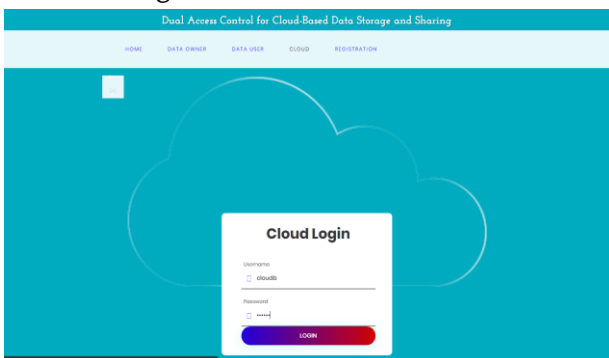 Dual Access Control for Cloud-Based Data Storage and Sharing
HOME DATA OWNER DATA USER CLOUD REGISTRATION
Cloud Login
Username
cloudb
Password
••••••
LOGIN